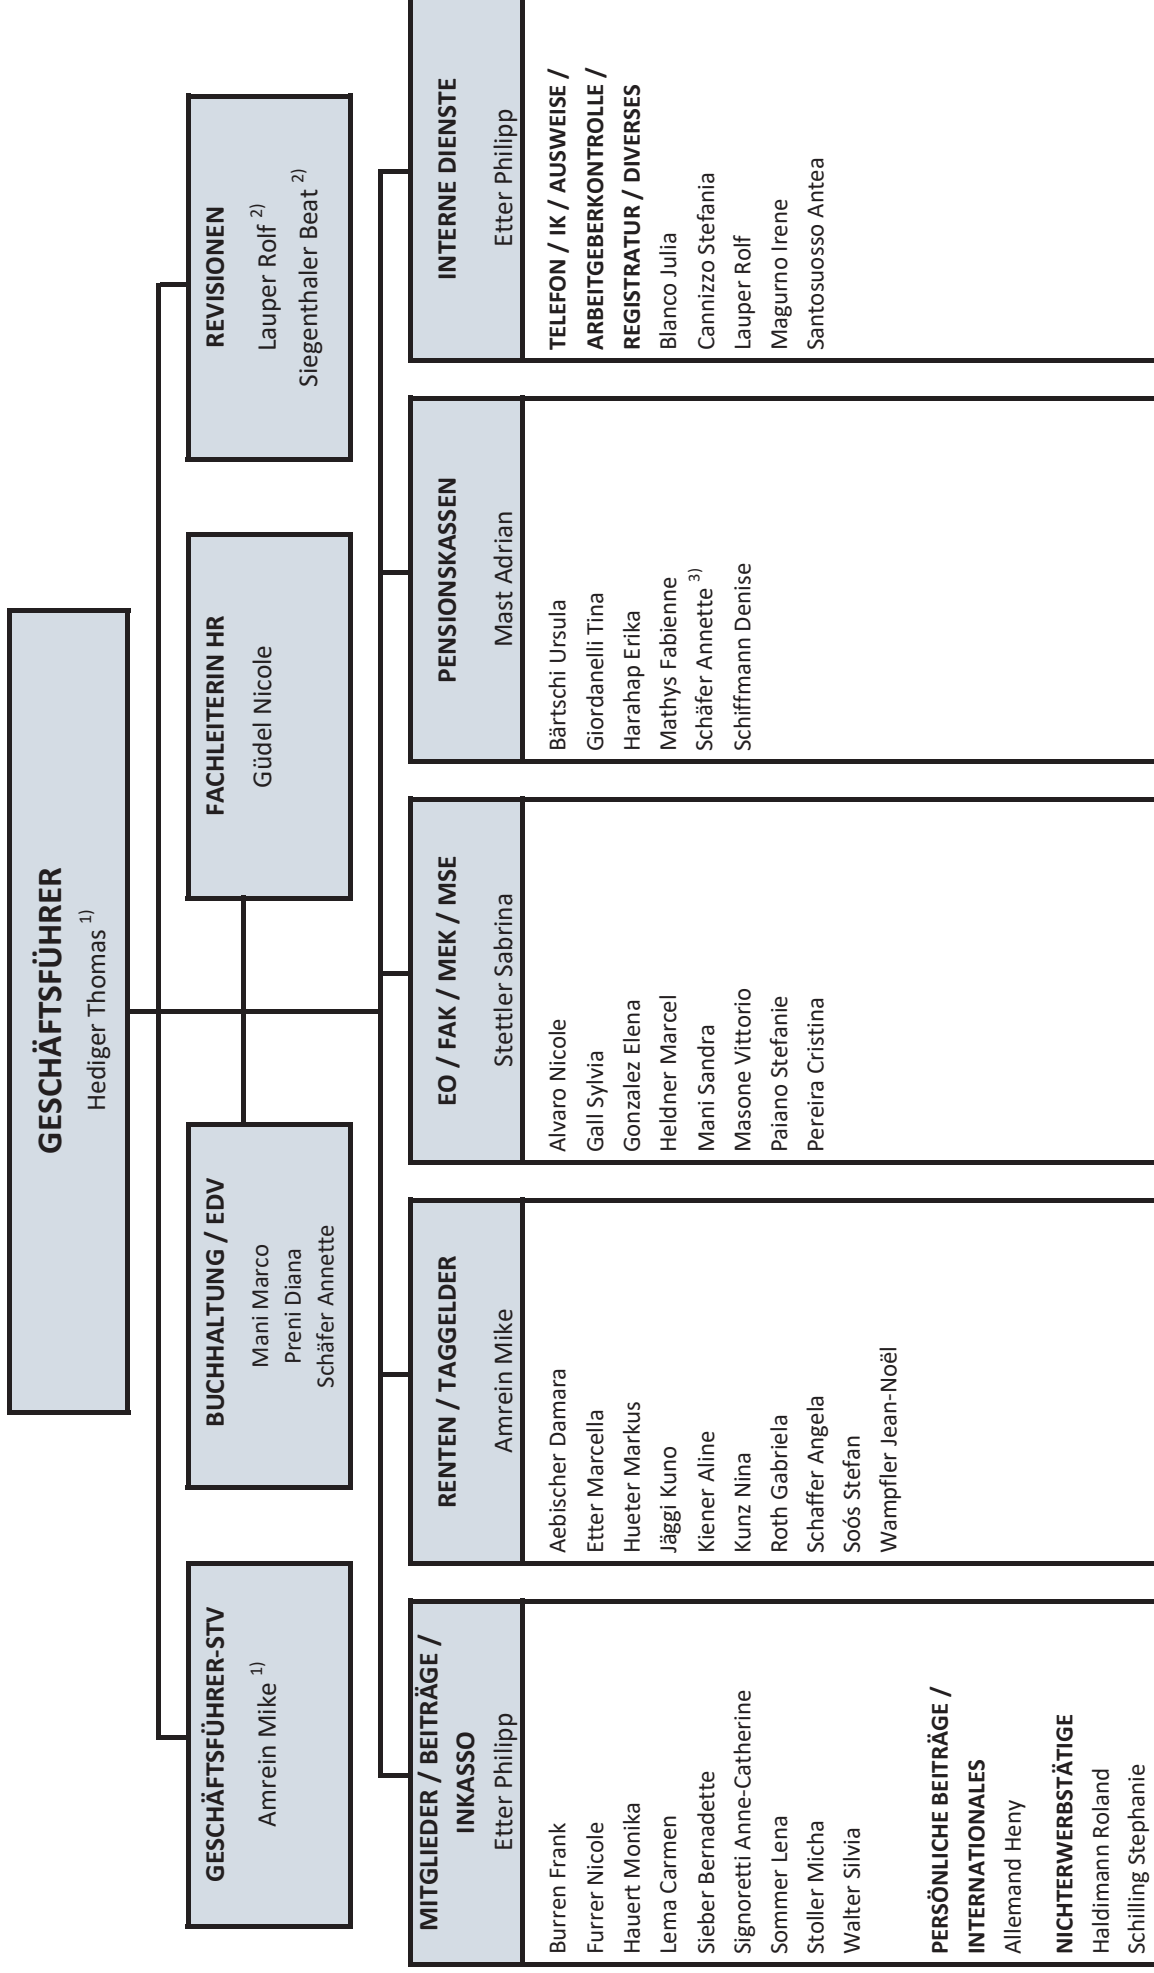 GESCHÄFTSFÜHRER
Hediger Thomas 1)
GESCHÄFTSFÜHRER-STV
Amrein Mike 1)
BUCHHALTUNG / EDV
Mani Marco
Preni Diana
Schäfer Annette
FACHLEITERIN HR
Güdel Nicole
REVISIONEN
Lauper Rolf 2)
Siegenthaler Beat 2)
MITGLIEDER / BEITRÄGE /
INKASSO
Etter Philipp
Burren Frank
Furrer Nicole
Hauert Monika
Lema Carmen
Sieber Bernadette
Signoretti Anne-Catherine
Sommer Lena
Stoller Micha
Walter Silvia
PERSÖNLICHE BEITRÄGE /
INTERNATIONALES
Allemand Heny
NICHTERWERBSTÄTIGE
Haldimann Roland
Schilling Stephanie
RENTEN / TAGGELDER
Amrein Mike
Aebischer Damara
Etter Marcella
Hueter Markus
Jäggi Kuno
Kiener Aline
Kunz Nina
Roth Gabriela
Schaffer Angela
Soós Stefan
Wampfler Jean-Noël
EO / FAK / MEK / MSE
Stettler Sabrina
Alvaro Nicole
Gall Sylvia
Gonzalez Elena
Heldner Marcel
Mani Sandra
Masone Vittorio
Paiano Stefanie
Pereira Cristina
PENSIONSKASSEN
Mast Adrian
Bärtschi Ursula
Giordanelli Tina
Harahap Erika
Mathys Fabienne
Schäfer Annette 3)
Schiffmann Denise
INTERNE DIENSTE
Etter Philipp
TELEFON / IK / AUSWEISE /
ARBEITGEBERKONTROLLE /
REGISTRATUR / DIVERSES
Blanco Julia
Cannizzo Stefania
Lauper Rolf
Magurno Irene
Santosuosso Antea